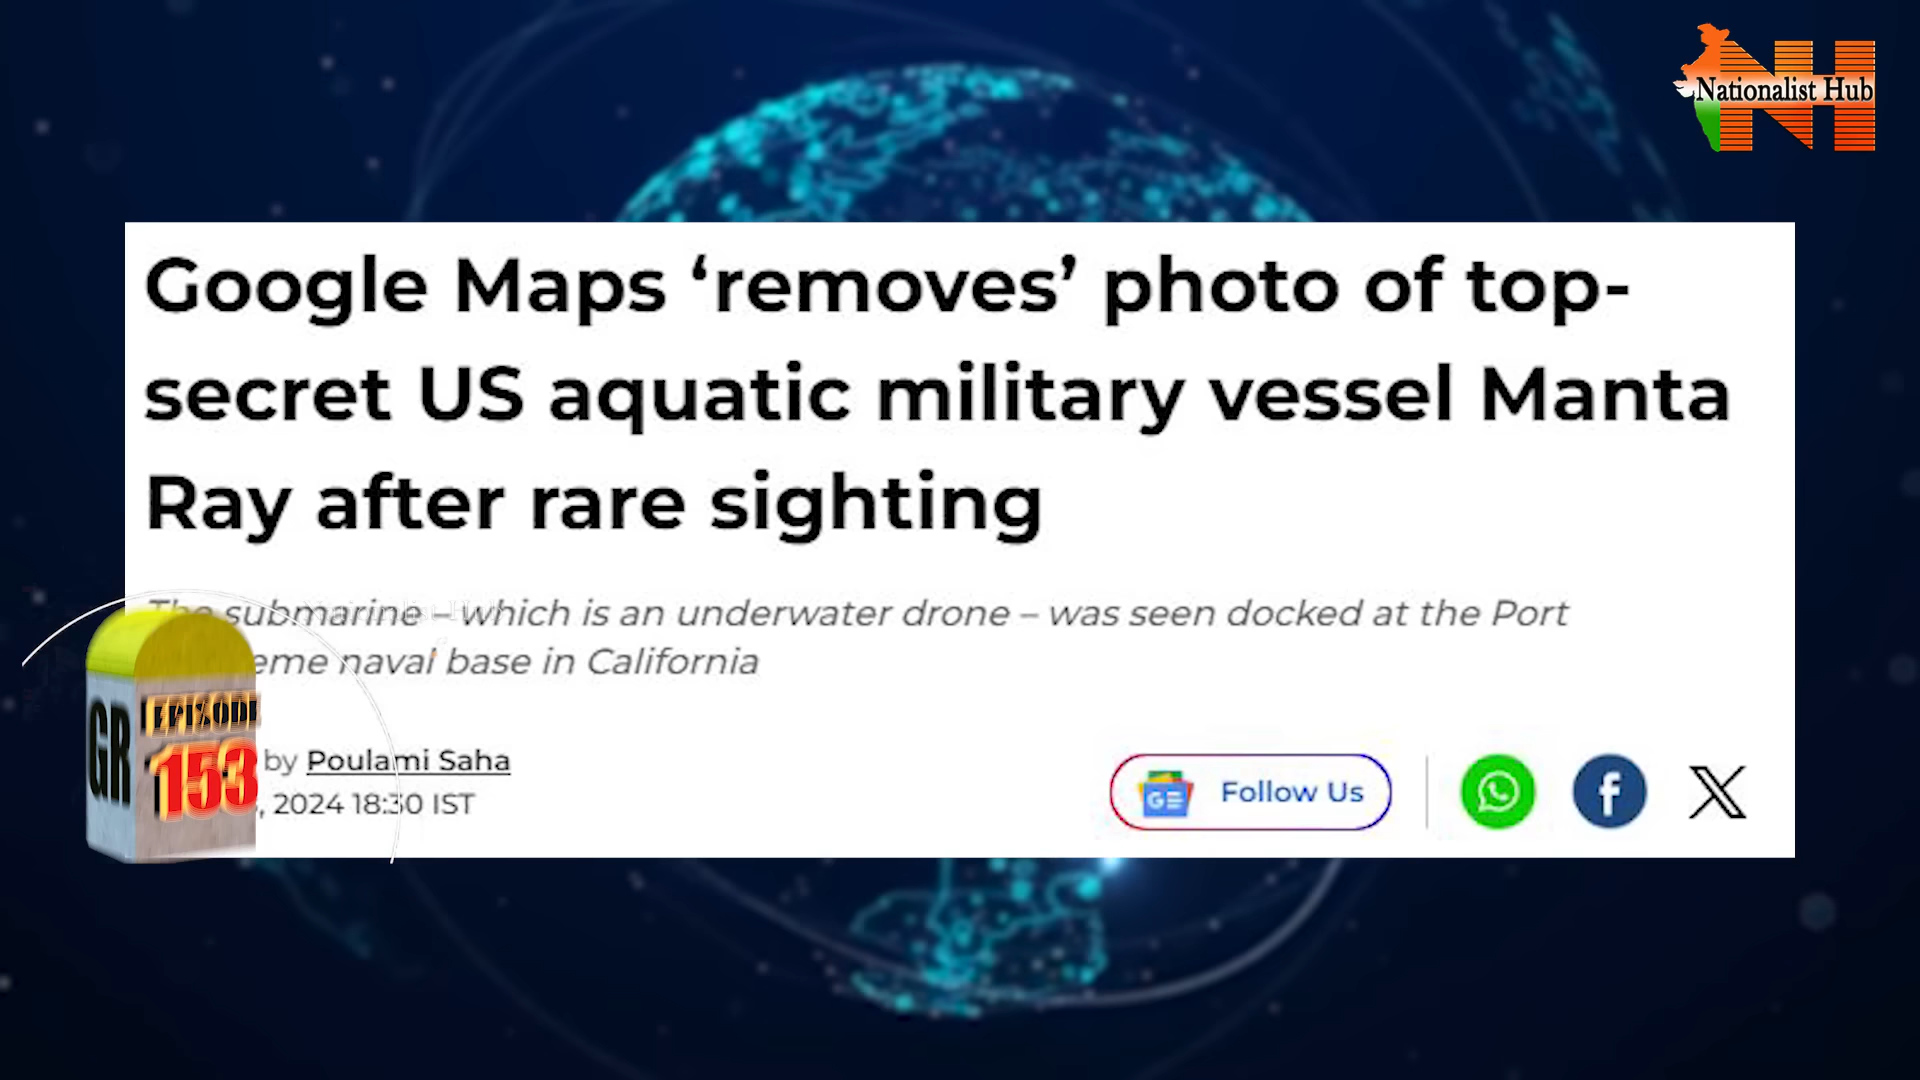 Nationalist Hub
Google Maps ‘removes’ photo of top-
secret US aquatic military vessel Manta
Ray after rare sighting
The submarine – which is an underwater drone – was seen docked at the Port
naval base in California
by Poulami Saha
, 2024 18:30 IST
GE Follow Us
GR
EPISODE
153